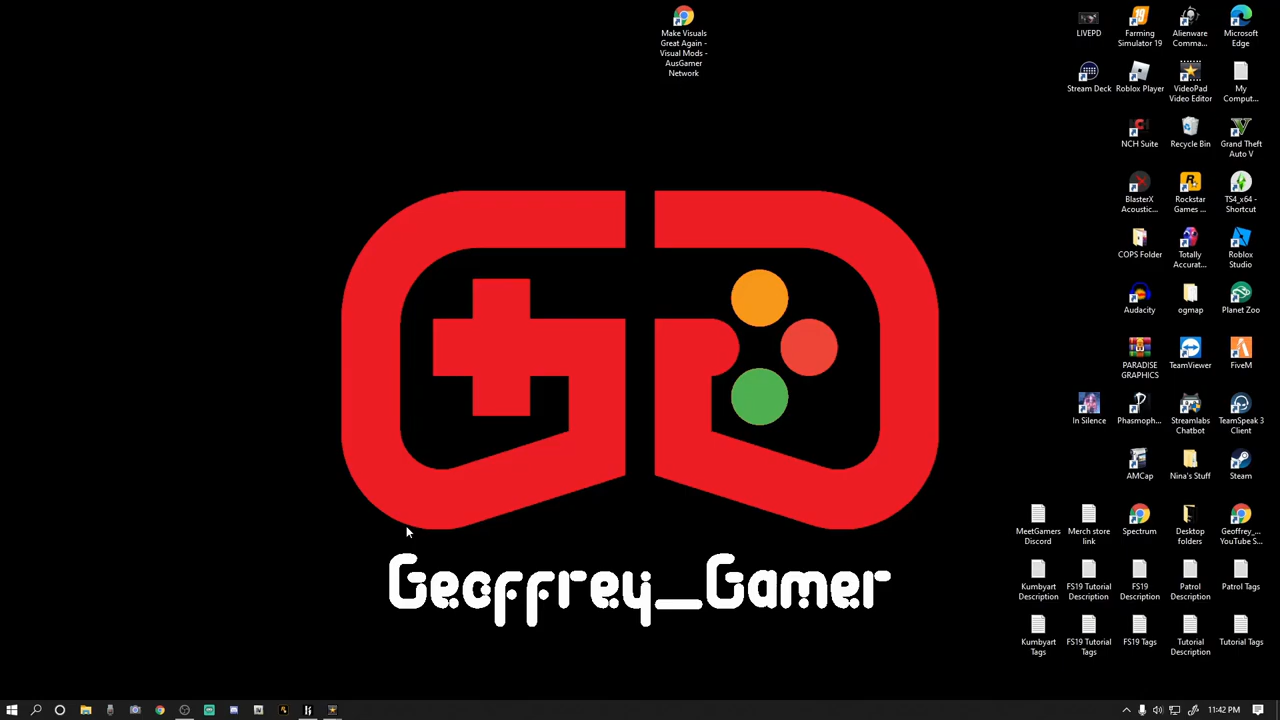 Make Visuals
Great Again -
Visual Mods -
AusGamer
Network
LIVEPD
Farming
Simulator 19
Alienware
Comma...
Microsoft
Edge
Stream Deck
Roblox Player
VideoPad
Video Editor
My
Comput...
NCH Suite
Recycle Bin
Grand Theft
Auto V
BlasterX
Acoustic...
Rockstar
Games ...
TS4_x64 -
Shortcut
COPS Folder
Totally
Accurat...
Roblox
Studio
Audacity
ogmap
Planet Zoo
PARADISE
GRAPHICS
TeamViewer
FiveM
In Silence
Phasmoph...
Streamlabs
Chatbot
TeamSpeak 3
Client
AMCap
Nina's Stuff
Steam
MeetGamers
Discord
Merch store
link
Spectrum
Desktop
folders
Geoffrey_...
YouTube S...
Kumbyart
Description
FS19 Tutorial
Description
FS19
Description
Patrol
Description
Patrol Tags
Kumbyart
Tags
FS19 Tutorial
Tags
FS19 Tags
Tutorial
Description
Tutorial Tags
Geoffrey_Gamer
11:42 PM